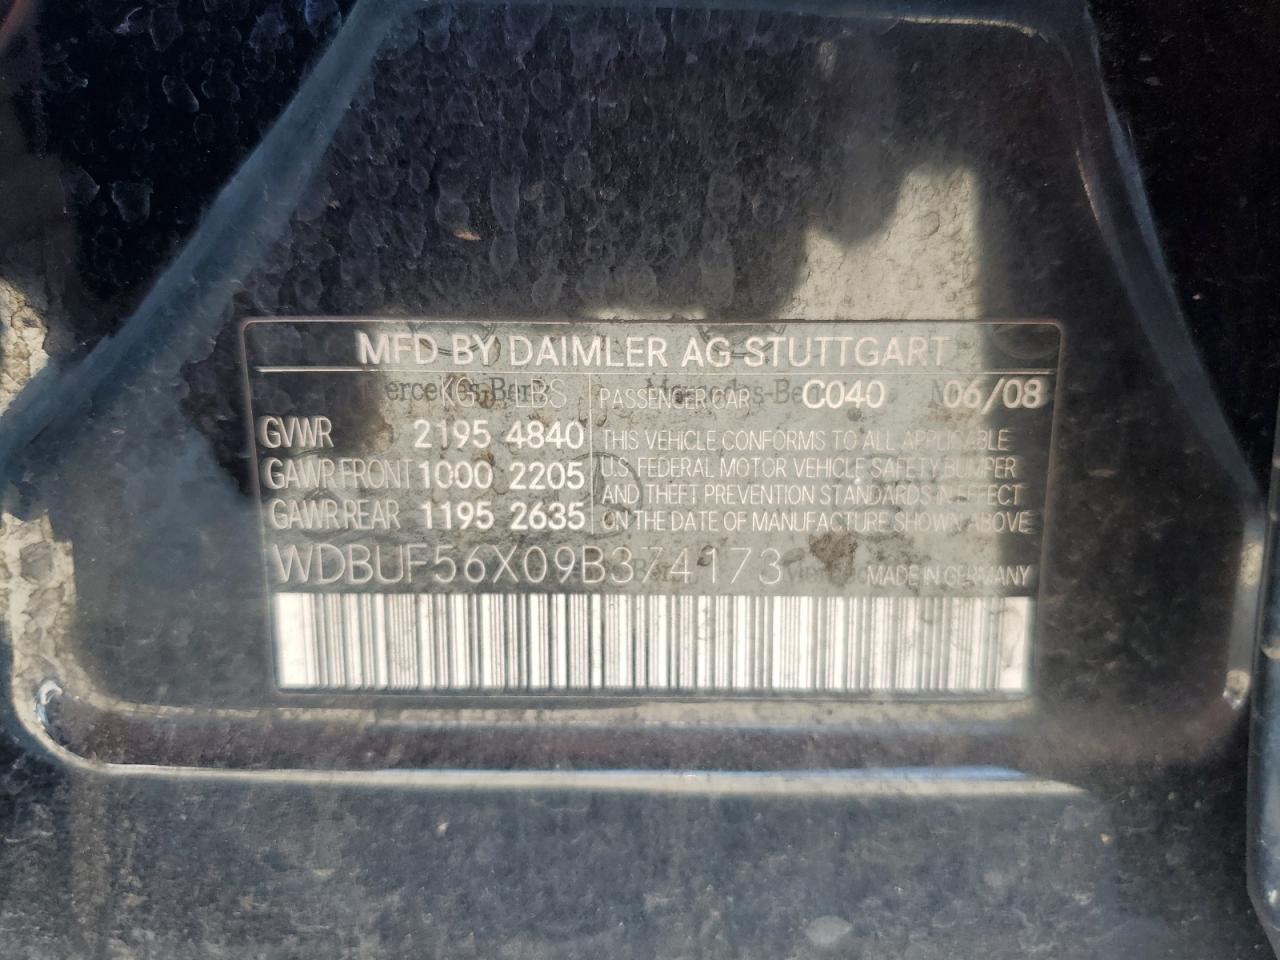 MFD BY DAIMLER AG STUTTGART
KG LBS PASSENGER CAR C040 06/08
GVWR 2195 4840 THIS VEHICLE CONFORMS TO ALL APPLICABLE
GAWR FRONT 1000 2205 U.S. FEDERAL MOTOR VEHICLE SAFETY BUMPER
AND THEFT PREVENTION STANDARDS IN EFFECT
GAWR REAR 1195 2635 ON THE DATE OF MANUFACTURE SHOWN ABOVE
WDBUF56X09B374173 MADE IN GERMANY